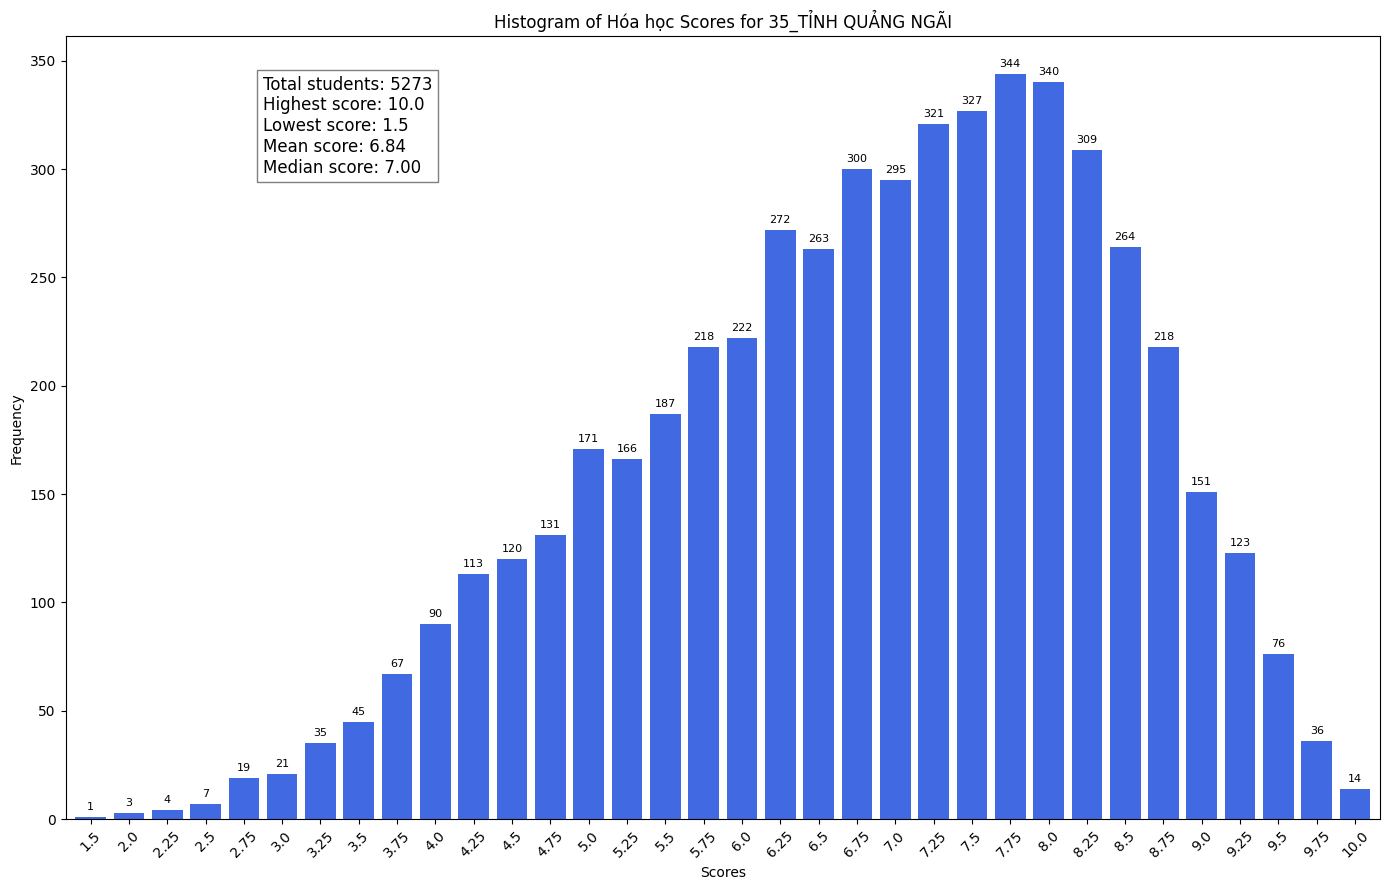 Histogram of Hóa học Scores for 35_TỈNH QUẢNG NGÃI
Total students: 5273
Highest score: 10.0
Lowest score: 1.5
Mean score: 6.84
Median score: 7.00
Frequency
350
300
250
200
150
100
50
0
1 3 4 7 19 21 35 45 67 90 113 120 131 171 166 187 218 222 272 263 300 295 321 327 344 340 309 264 218 151 123 76 36 14
1.5 2.0 2.25 2.5 2.75 3.0 3.25 3.5 3.75 4.0 4.25 4.5 4.75 5.0 5.25 5.5 5.75 6.0 6.25 6.5 6.75 7.0 7.25 7.5 7.75 8.0 8.25 8.5 8.75 9.0 9.25 9.5 9.75 10.0
Scores